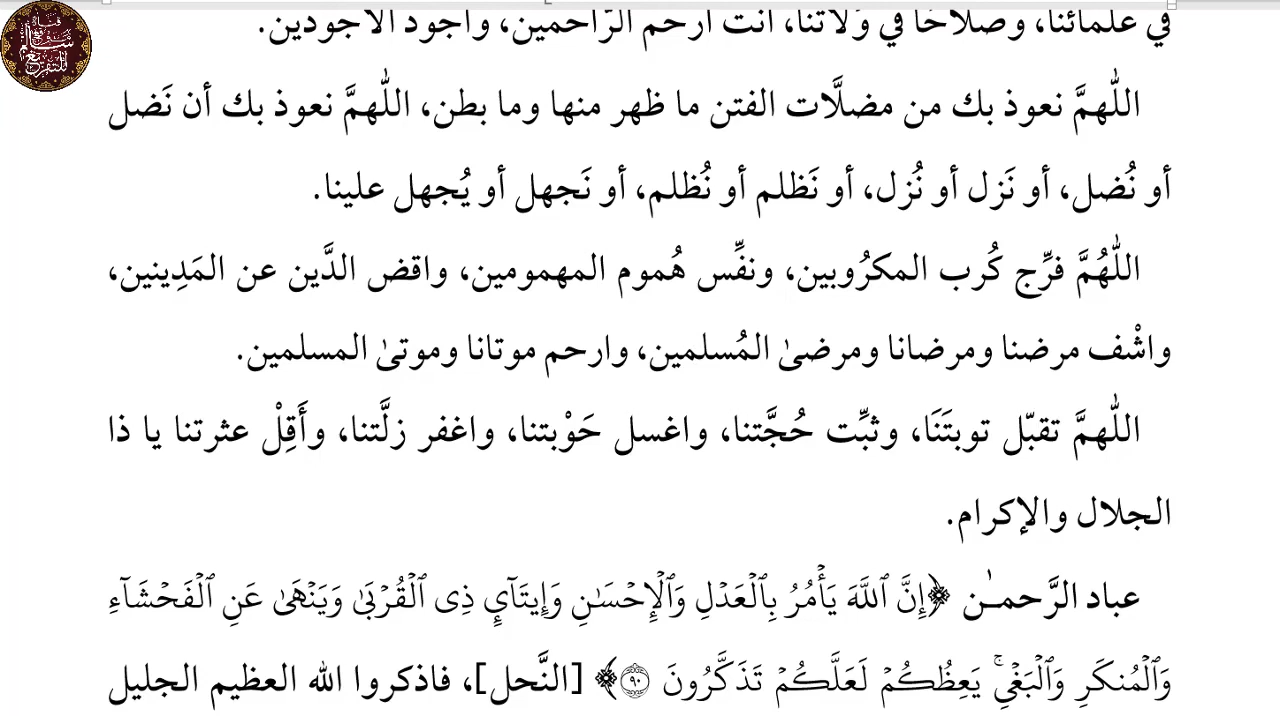 في علمائنا، وصلاحًا في ولاتنا، أنت أرحم الرَّاحمين، وأجود الأجودين.
اللّٰهمَّ نعوذ بك من مضلَّات الفتن ما ظهر منها وما بطن، اللّٰهمَّ نعوذ بك أن نَضل
أو نُضل، أو نَزل أو نُزل، أو نَظلم أو نُظلم، أو نَجهل أو يُجهل علينا.
اللّٰهُمَّ فرِّج كُرب المكرُوبين، ونفِّس هُموم المهمومين، واقض الدَّين عن المَدِينين،
واشْف مرضنا ومرضانا ومرضىٰ المُسلمين، وارحم موتانا وموتىٰ المسلمين.
اللّٰهمَّ تقبّل توبتَنَا، وثبِّت حُجَّتنا، واغسل حَوْبتنا، واغفر زلَّتنا، وأَقِلْ عثرتنا يا ذا
الجلال والإكرام.
عباد الرَّحمـٰن ﴿إِنَّ ٱللَّهَ يَأۡمُرُ بِٱلۡعَدۡلِ وَٱلۡإِحۡسَٰنِ وَإِيتَآيِٕ ذِي ٱلۡقُرۡبَىٰ وَيَنۡهَىٰ عَنِ ٱلۡفَحۡشَآءِ
وَٱلۡمُنكَرِ وَٱلۡبَغۡيِۚ يَعِظُكُمۡ لَعَلَّكُمۡ تَذَكَّرُونَ ٩٠﴾ [النَّحل]، فاذكروا الله العظيم الجليل